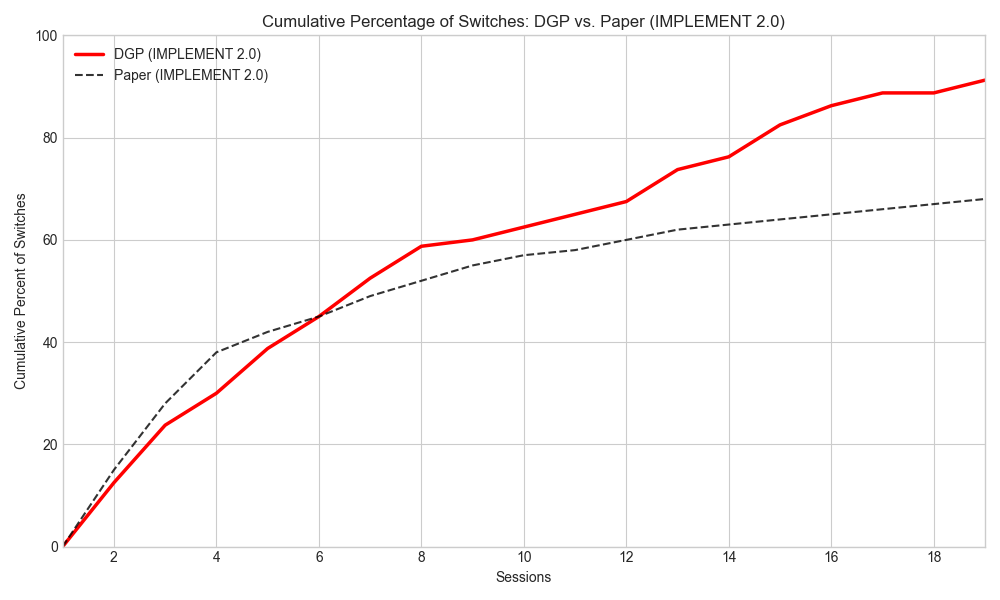 Cumulative Percentage of Switches: DGP vs. Paper (IMPLEMENT 2.0)
DGP (IMPLEMENT 2.0)
Paper (IMPLEMENT 2.0)
Cumulative Percent of Switches
100
80
60
40
20
0
2 4 6 8 10 12 14 16 18
Sessions